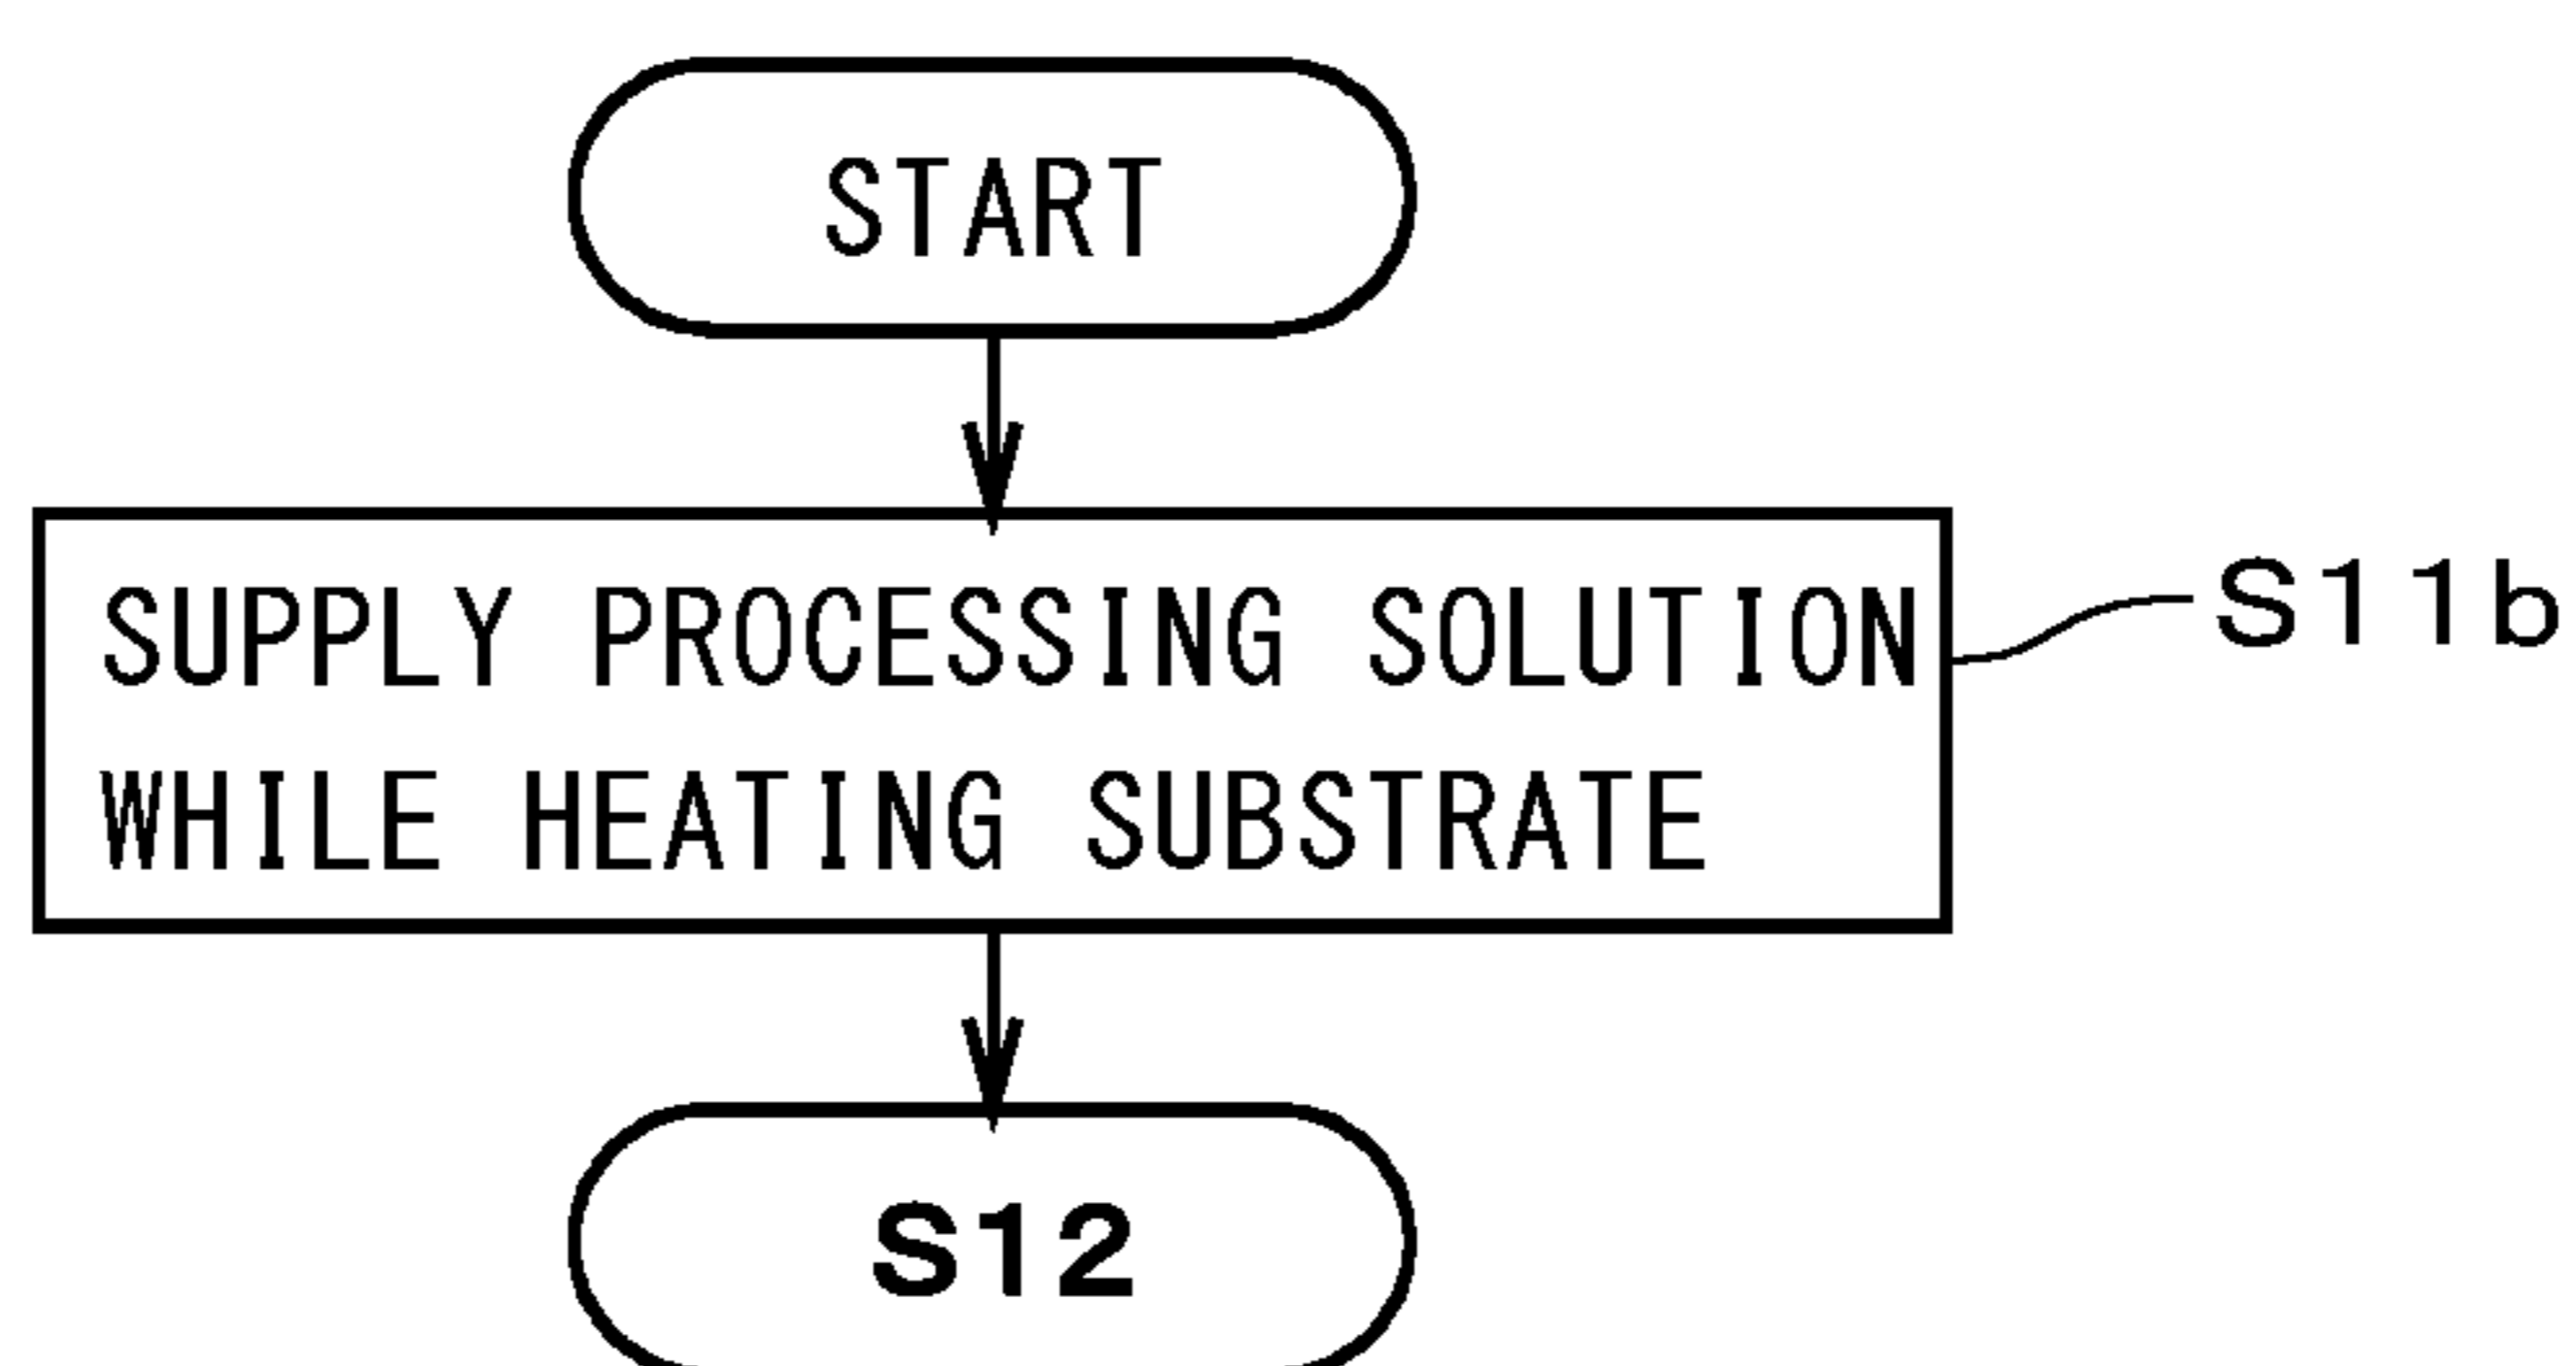 START
SUPPLY PROCESSING SOLUTION
WHILE HEATING SUBSTRATE
S11b
S12